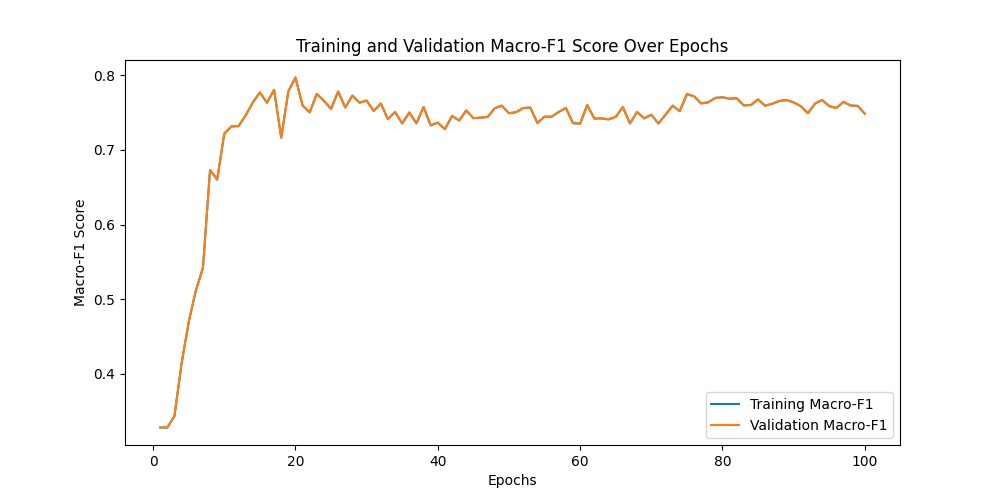 Training and Validation Macro-F1 Score Over Epochs
0.8
0.7
0.6
0.5
0.4
Macro-F1 Score
0
20
40
60
80
100
Epochs
Training Macro-F1
Validation Macro-F1